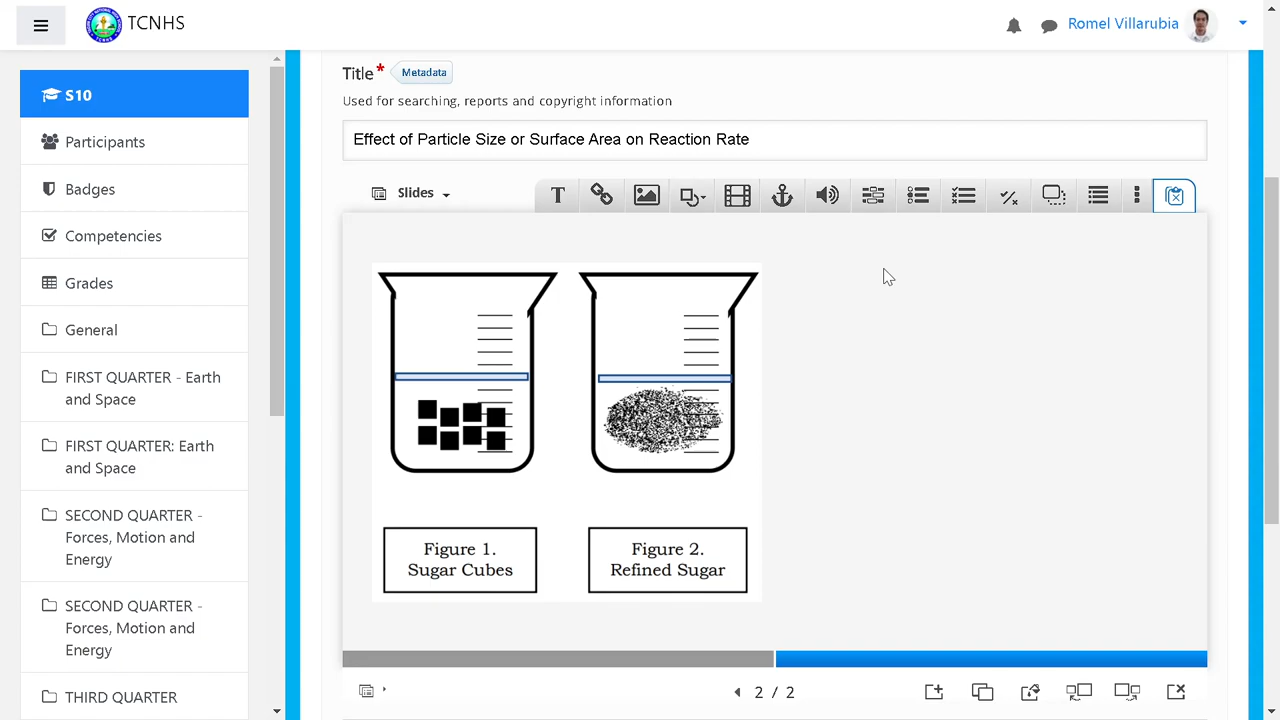 TCNHS
Romel Villarubia
S10
Participants
Badges
Competencies
Grades
General
FIRST QUARTER - Earth
and Space
FIRST QUARTER: Earth
and Space
SECOND QUARTER -
Forces, Motion and
Energy
SECOND QUARTER -
Forces, Motion and
Energy
THIRD QUARTER
Title*
Metadata
Used for searching, reports and copyright information
Effect of Particle Size or Surface Area on Reaction Rate
Slides
T
Figure 1.
Sugar Cubes
Figure 2.
Refined Sugar
2 / 2